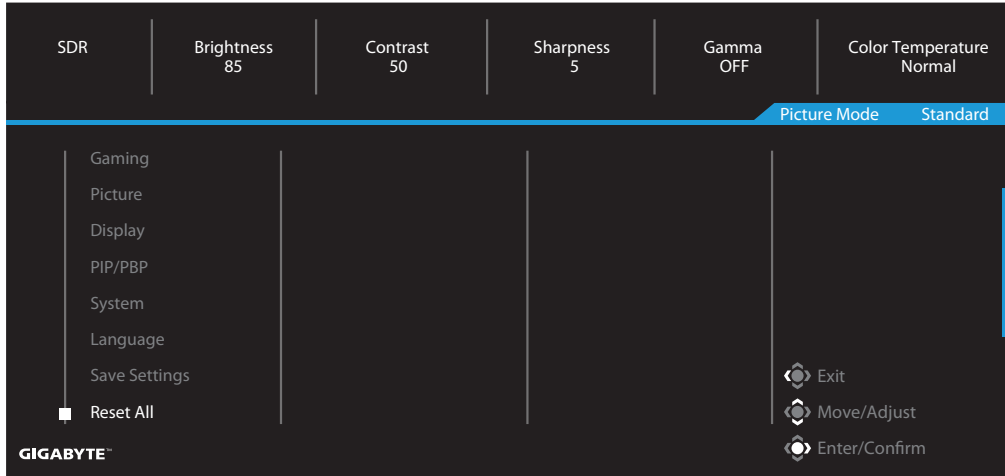 SDR
Brightness
85
Contrast
50
Sharpness
5
Gamma
OFF
Color Temperature
Normal
Picture Mode Standard
Gaming
Picture
Display
PIP/PBP
System
Language
Save Settings
Reset All
Exit
Move/Adjust
Enter/Confirm
GIGABYTE™